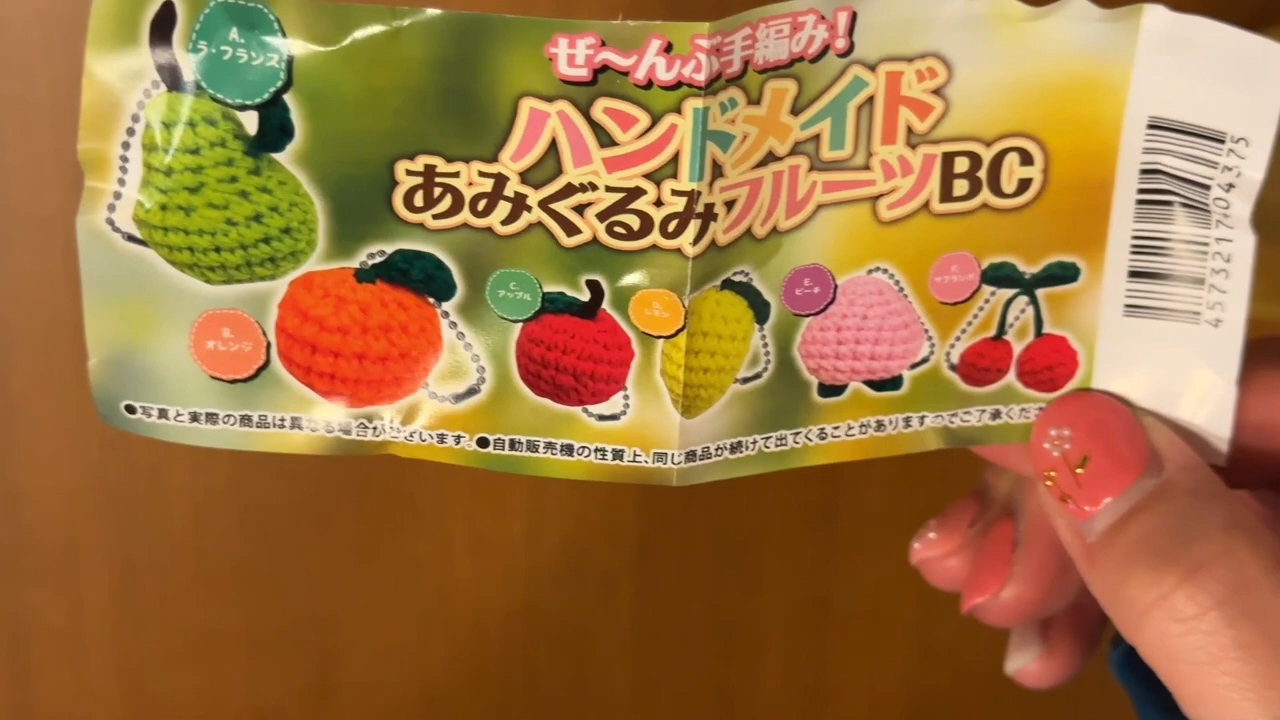 ぜ〜んぶ手編み！
ハンドメイド
あみぐるみフルーツBC
A.
ラ・フランス
B.
オレンジ
C.
アップル
D.
レモン
E.
ピーチ
F.
サクランボ
●写真と実際の商品は異なる場合がございます。●自動販売機の性質上、同じ商品が続けて出てくることがありますのでご了承くだ
4573217704375